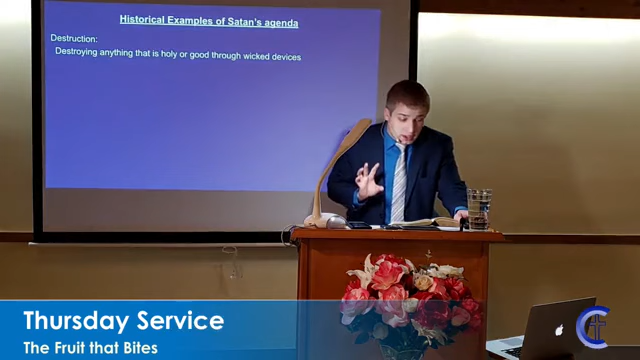 Historical Examples of Satan's agenda
Destruction:
Destroying anything that is holy or good through wicked devices
Thursday Service
The Fruit that Bites